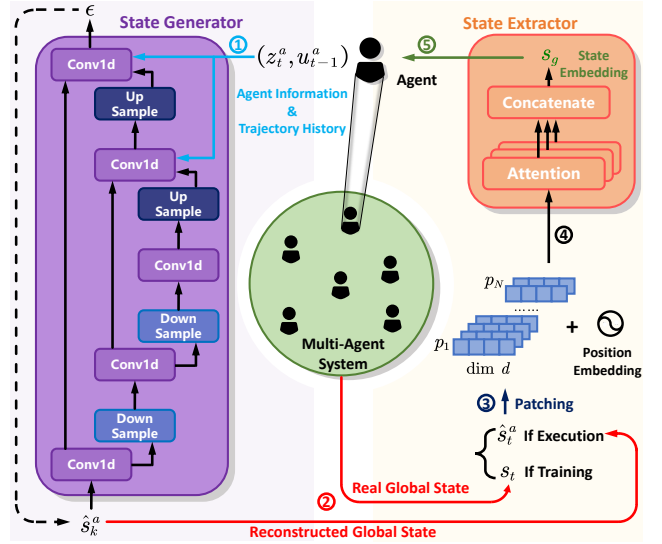 State Generator
ϵ
Conv1d
Up
Sample
Conv1d
Up
Sample
Conv1d
Down
Sample
Conv1d
Down
Sample
Conv1d
ŝ_k^a
①
(z_t^a, u_{t-1}^a)
Agent Information
&
Trajectory History
Agent
⑤
Multi-Agent
System
②
Real Global State
Reconstructed Global State
State Extractor
s_g
State
Embedding
Concatenate
Attention
④
p_N
......
p_1
dim d
+
Position
Embedding
③
Patching
ŝ_t^a If Execution
s_t If Training